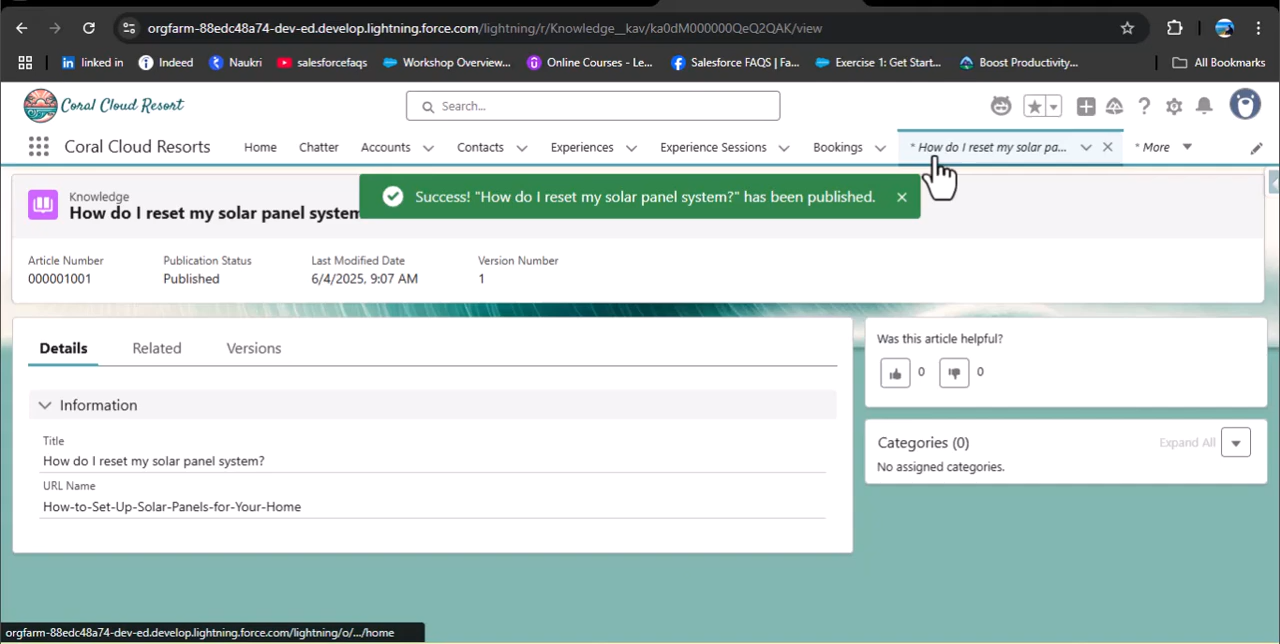 orgfarm-88edc48a74-dev-ed.develop.lightning.force.com/lightning/r/Knowledge__kav/ka0dM000000QeQ2QAK/view
linked in Indeed Naukri salesforcefaqs Workshop Overview... Online Courses - Le... Salesforce FAQS | Fa... Exercise 1: Get Start... Boost Productivity... All Bookmarks
Coral Cloud Resort
Search...
Coral Cloud Resorts Home Chatter Accounts Contacts Experiences Experience Sessions Bookings * How do I reset my solar pa... * More
Knowledge
How do I reset my solar panel system
Success! "How do I reset my solar panel system?" has been published.
Article Number Publication Status Last Modified Date Version Number
000001001 Published 6/4/2025, 9:07 AM 1
Details Related Versions
Was this article helpful?
0 0
Information
Title
How do I reset my solar panel system?
URL Name
How-to-Set-Up-Solar-Panels-for-Your-Home
Categories (0) Expand All
No assigned categories.
orgfarm-88edc48a74-dev-ed.develop.lightning.force.com/lightning/o/.../home